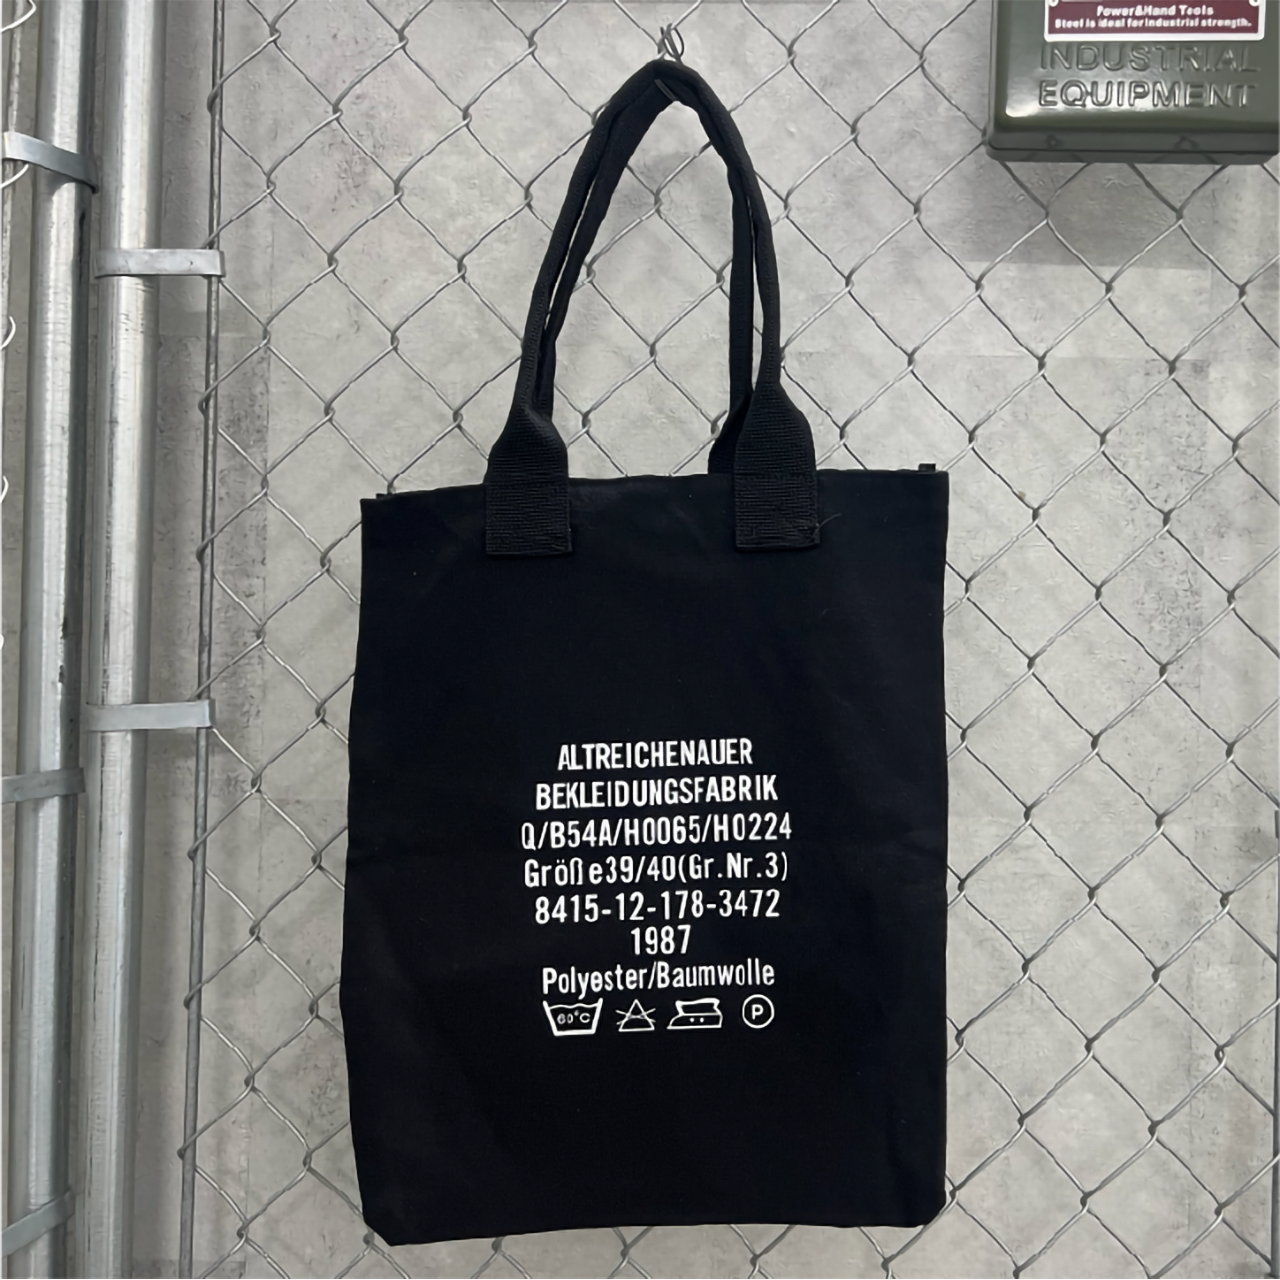 Power&Hand Tools
Steel is ideal for industrial strength.
INDUSTRIAL
EQUIPMENT
ALTREICHENAUER
BEKLEIDUNGSFABRIK
Q/B54A/H0065/H0224
Größe39/40(Gr.Nr.3)
8415-12-178-3472
1987
Polyester/Baumwolle
60°C P